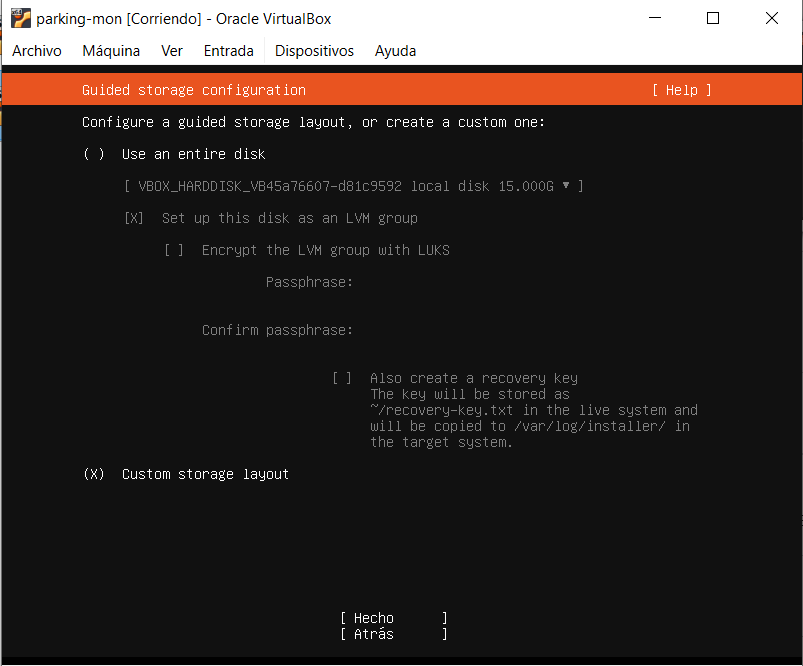 parking-mon [Corriendo] - Oracle VirtualBox
Archivo Máquina Ver Entrada Dispositivos Ayuda
Guided storage configuration [ Help ]
Configure a guided storage layout, or create a custom one:
( ) Use an entire disk
[ VBOX_HARDDISK_VB45a76607-d81c9592 local disk 15.000G ▾ ]
[X] Set up this disk as an LVM group
[ ] Encrypt the LVM group with LUKS
Passphrase:
Confirm passphrase:
[ ] Also create a recovery key
The key will be stored as
~/recovery-key.txt in the live system and
will be copied to /var/log/installer/ in
the target system.
(X) Custom storage layout
[ Hecho ]
[ Atrás ]